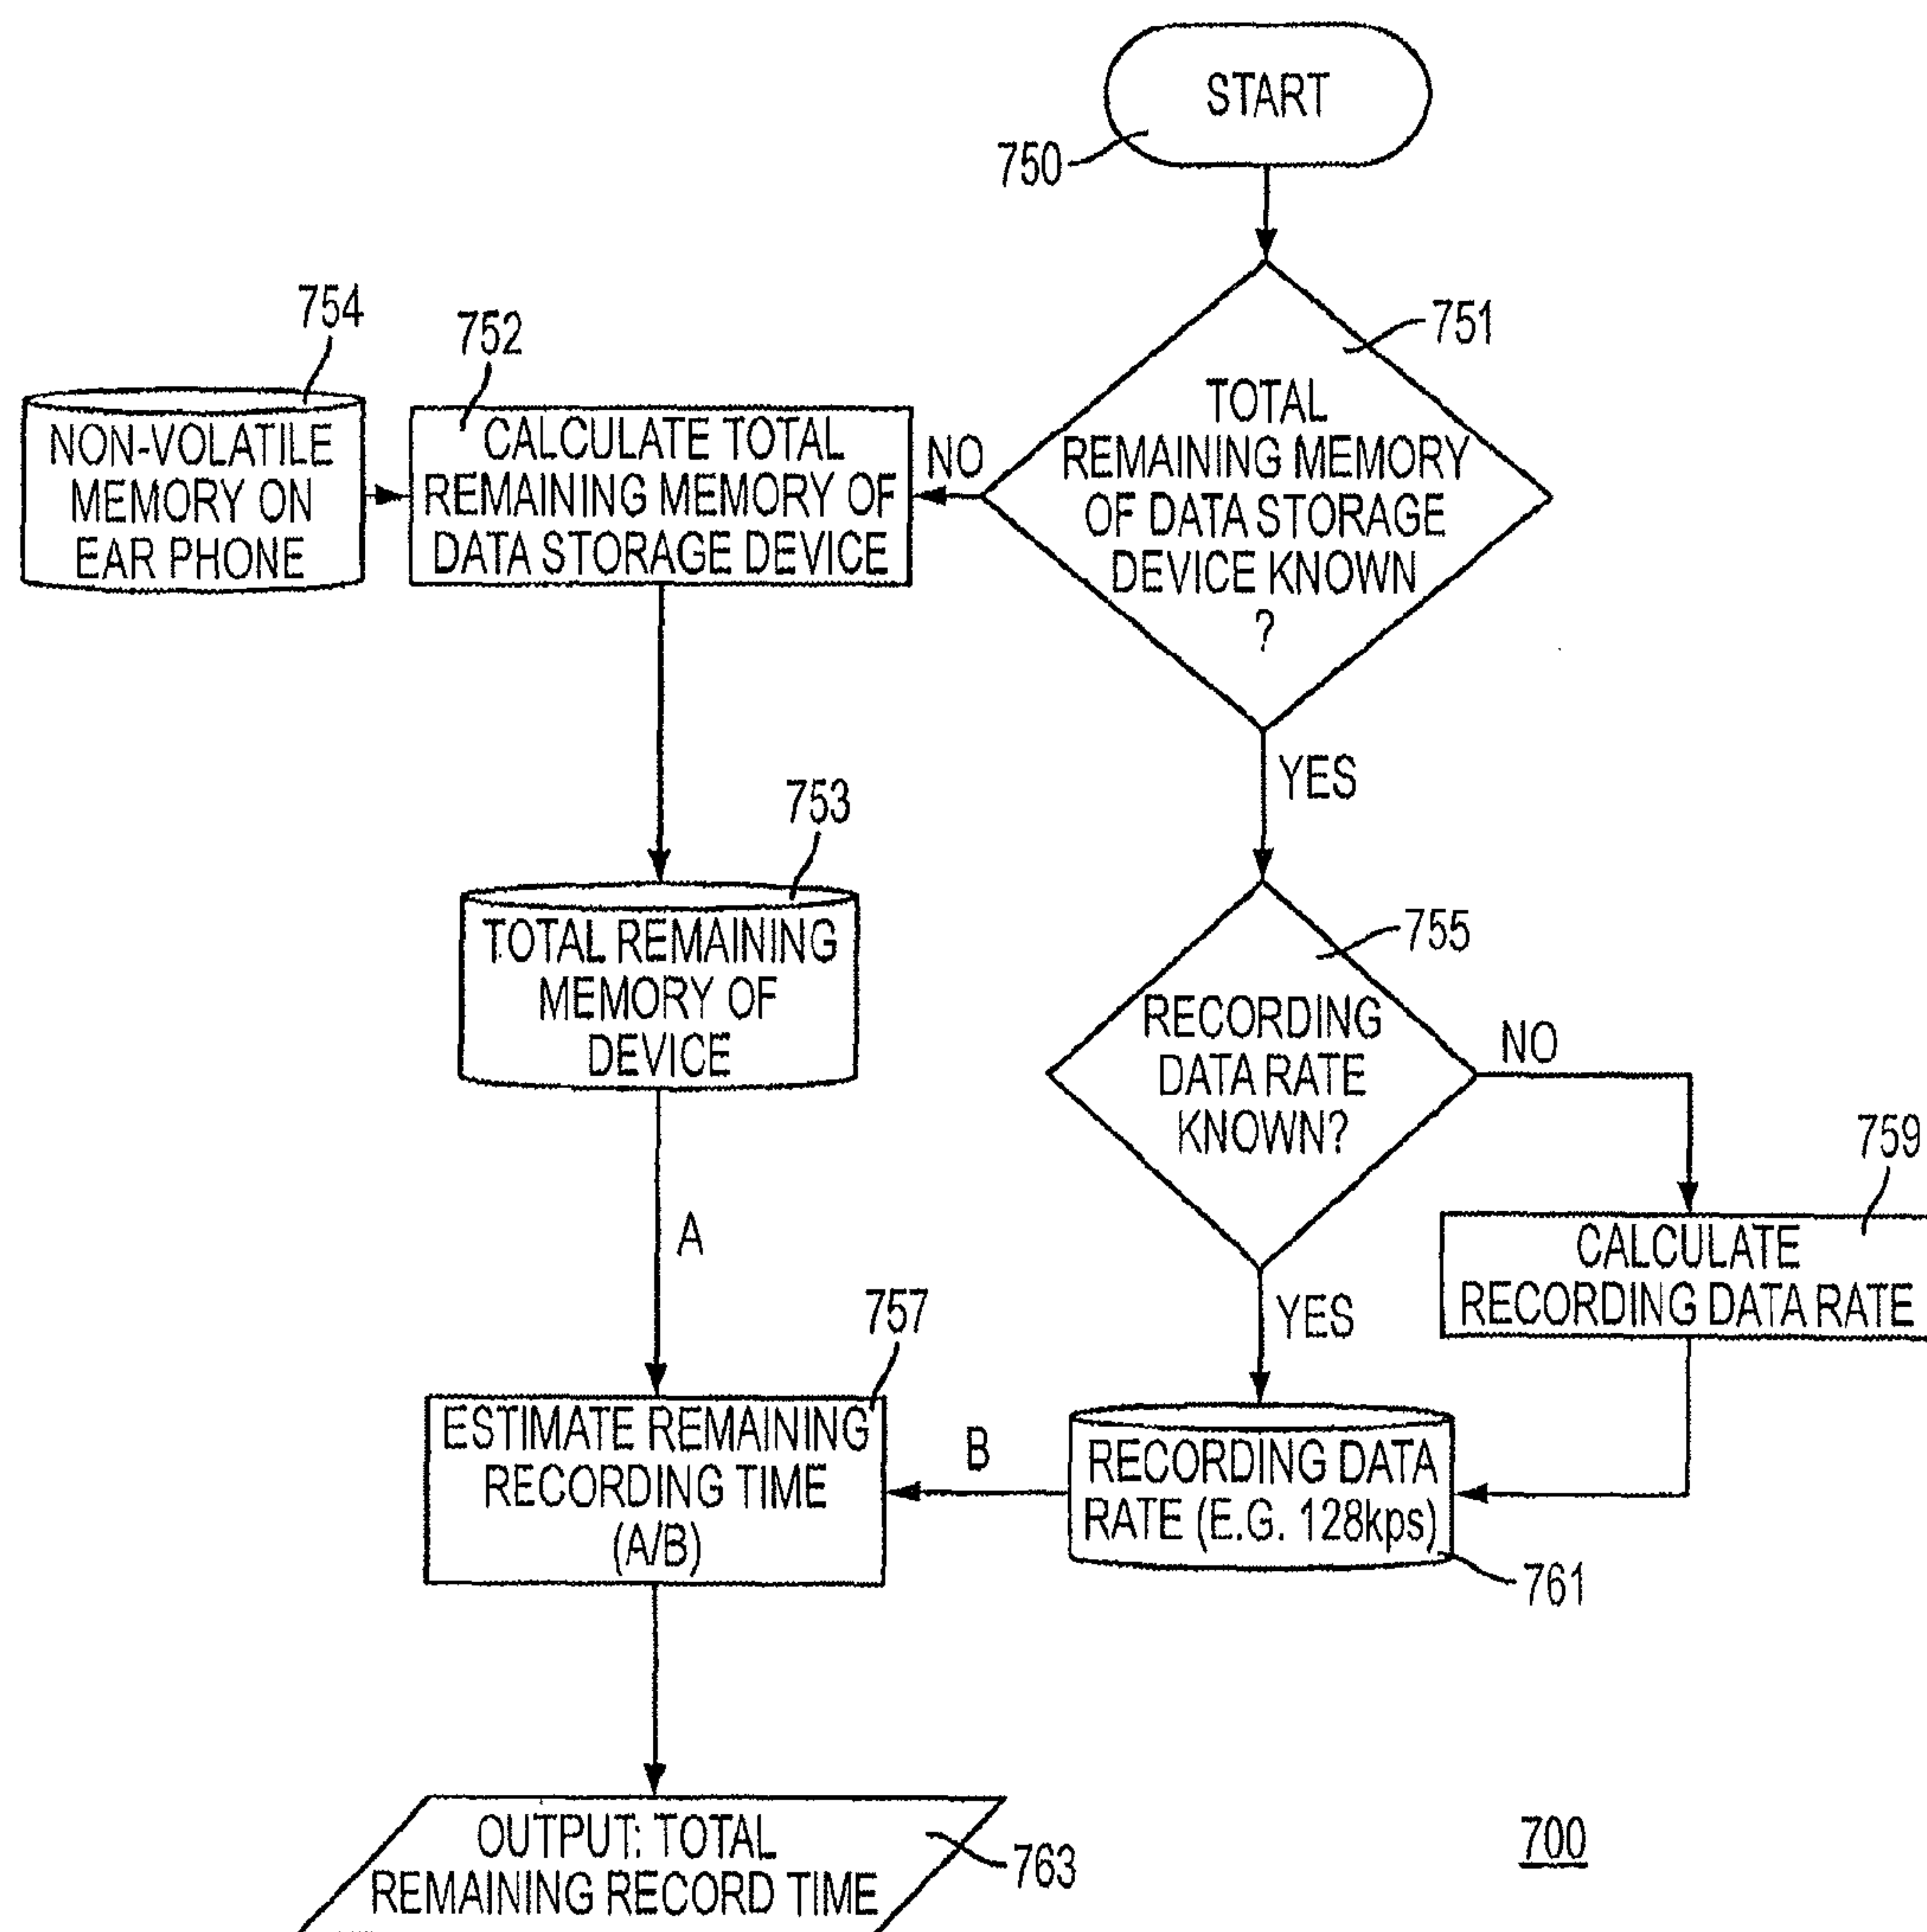 START
750
751
TOTAL
REMAINING MEMORY
OF DATA STORAGE
DEVICE KNOWN
?
754
NON-VOLATILE
MEMORY ON
EAR PHONE
752
CALCULATE TOTAL
REMAINING MEMORY OF
DATA STORAGE DEVICE
NO
YES
753
TOTAL REMAINING
MEMORY OF
DEVICE
755
RECORDING
DATA RATE
KNOWN?
NO
759
CALCULATE
RECORDING DATA RATE
A
YES
757
ESTIMATE REMAINING
RECORDING TIME
(A/B)
B
RECORDING DATA
RATE (E.G. 128kps)
761
OUTPUT: TOTAL
REMAINING RECORD TIME
763
700